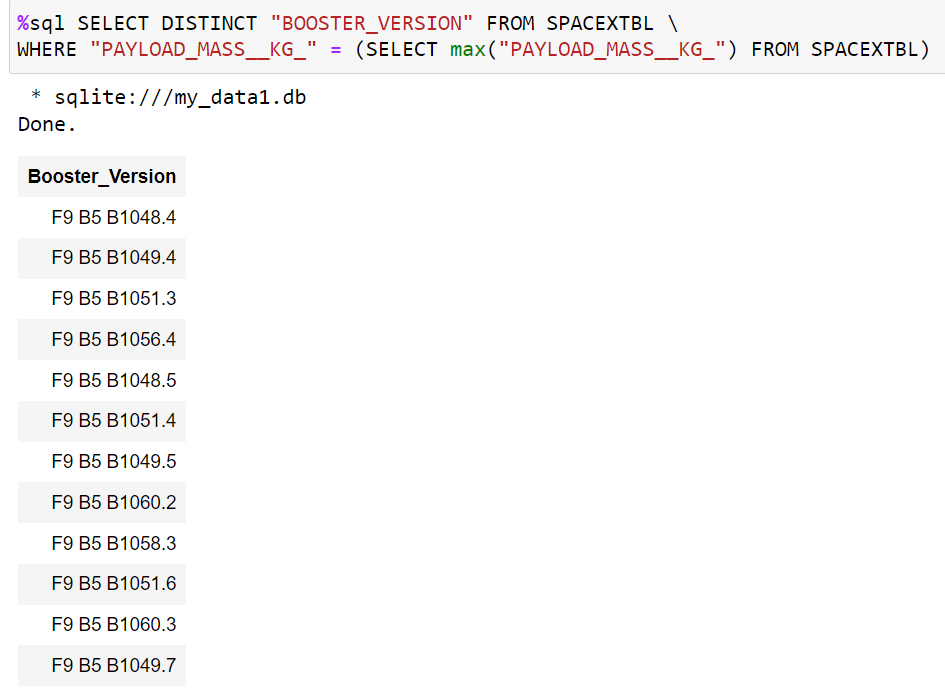 %sql SELECT DISTINCT "BOOSTER_VERSION" FROM SPACEXTBL \
WHERE "PAYLOAD_MASS__KG_" = (SELECT max("PAYLOAD_MASS__KG_") FROM SPACEXTBL)
* sqlite:///my_data1.db
Done.
Booster_Version
F9 B5 B1048.4
F9 B5 B1049.4
F9 B5 B1051.3
F9 B5 B1056.4
F9 B5 B1048.5
F9 B5 B1051.4
F9 B5 B1049.5
F9 B5 B1060.2
F9 B5 B1058.3
F9 B5 B1051.6
F9 B5 B1060.3
F9 B5 B1049.7